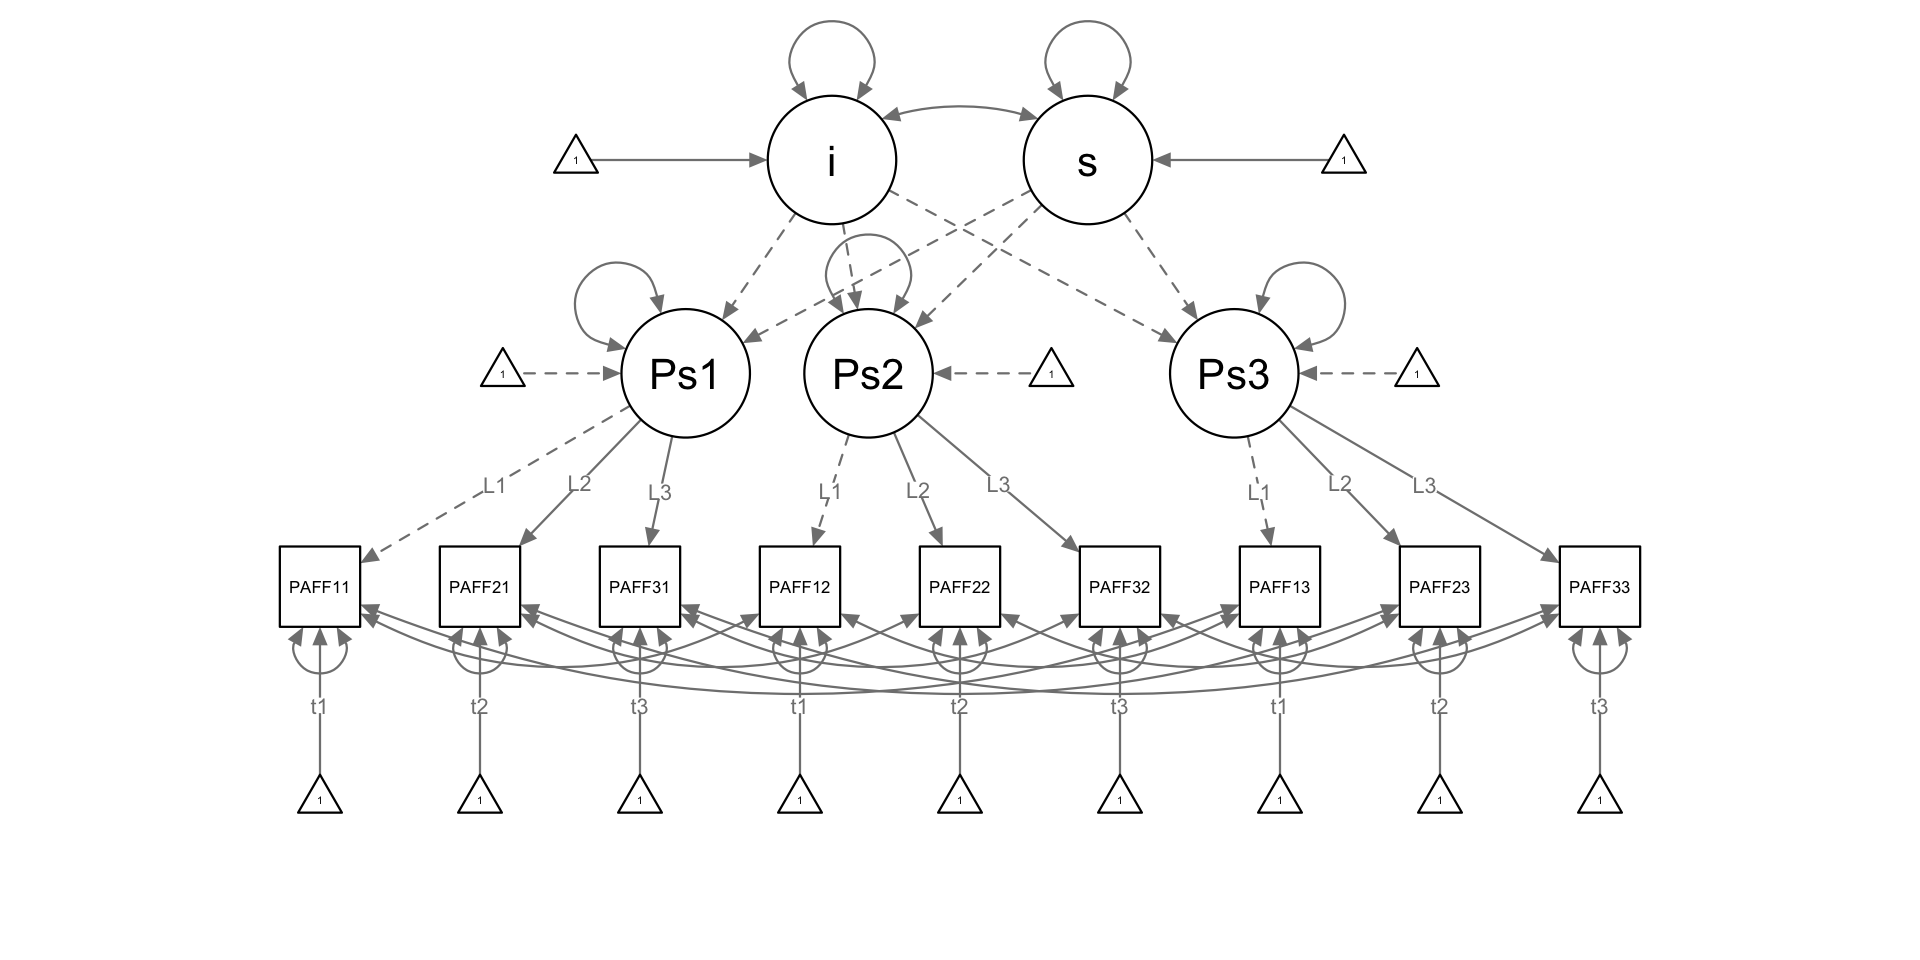 i s
1 1
Ps1 Ps2 Ps3
1 1 1
L1 L2 L3 L1 L2 L3 L1 L2 L3
PAFF11 PAFF21 PAFF31 PAFF12 PAFF22 PAFF32 PAFF13 PAFF23 PAFF33
t1 t2 t3 t1 t2 t3 t1 t2 t3
1 1 1 1 1 1 1 1 1